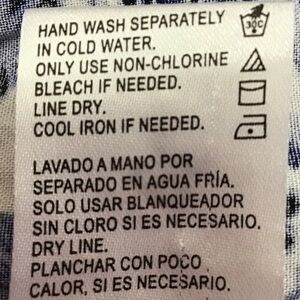 HAND WASH SEPARATELY
IN COLD WATER.
ONLY USE NON-CHLORINE
BLEACH IF NEEDED.
LINE DRY.
COOL IRON IF NEEDED.
30C
LAVADO A MANO POR
SEPARADO EN AGUA FRÍA.
SOLO USAR BLANQUEADOR
SIN CLORO SI ES NECESARIO.
DRY LINE.
PLANCHAR CON POCO
CALOR, SI ES NECESARIO.